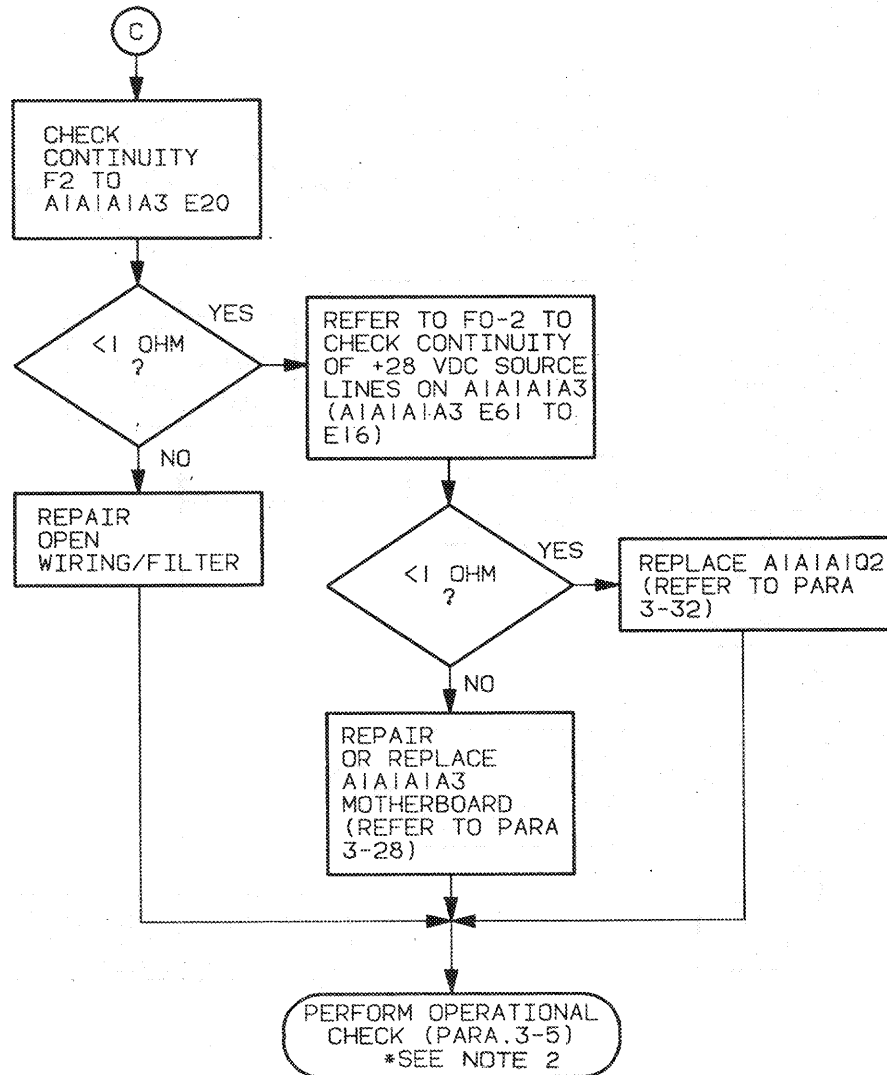 C
CHECK
CONTINUITY
F2 TO
A1A1A1A3 E20
<1 OHM
?
YES
NO
REFER TO FO-2 TO
CHECK CONTINUITY
OF +28 VDC SOURCE
LINES ON A1A1A1A3
(A1A1A1A3 E61 TO
E16)
REPAIR
OPEN
WIRING/FILTER
<1 OHM
?
YES
NO
REPLACE A1A1A1Q2
(REFER TO PARA
3-32)
REPAIR
OR REPLACE
A1A1A1A3
MOTHERBOARD
(REFER TO PARA
3-28)
PERFORM OPERATIONAL
CHECK (PARA.3-5)
*SEE NOTE 2